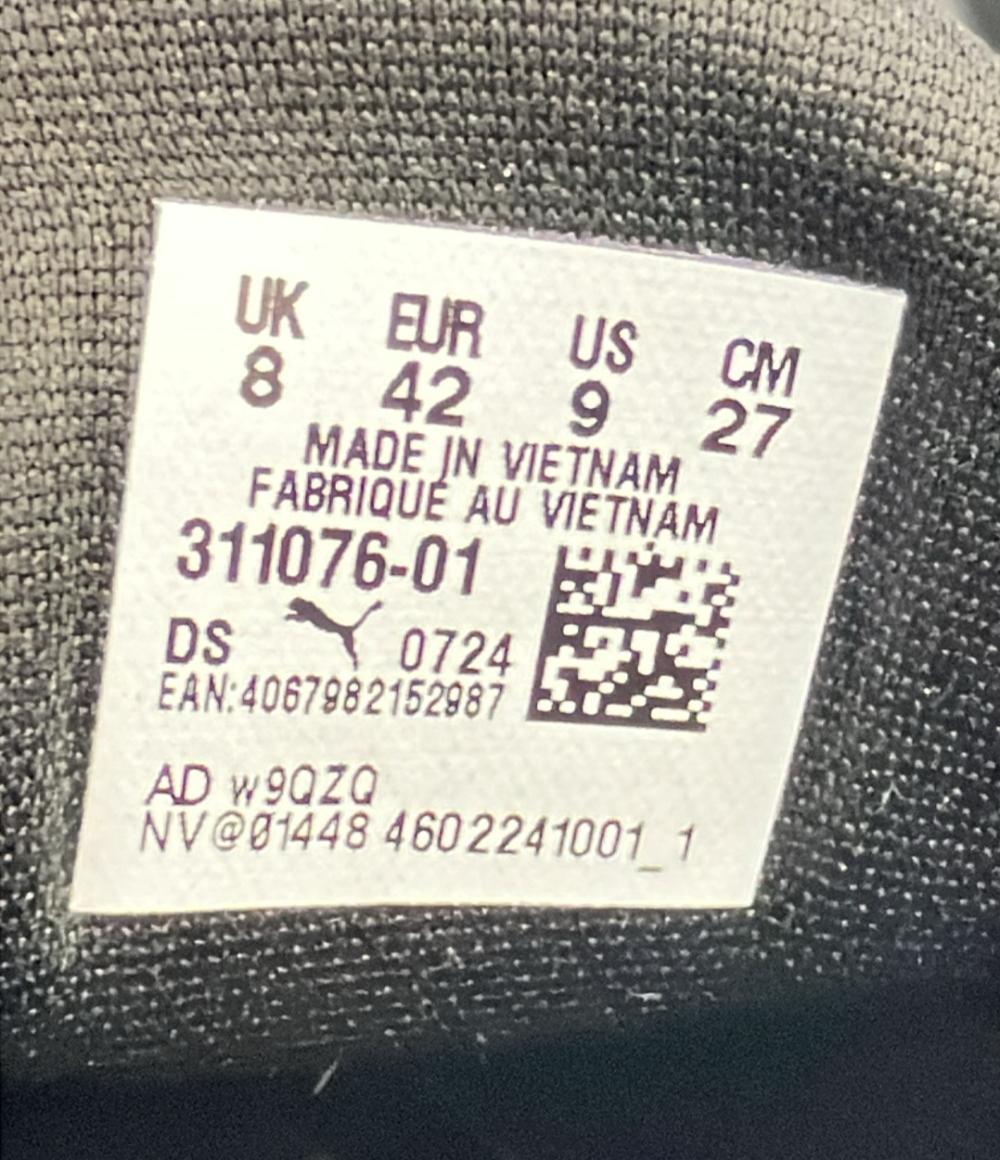 UK EUR US CM
8 42 9 27
MADE IN VIETNAM
FABRIQUÉ AU VIETNAM
311076-01
DS 0724
EAN:4067982152987
AD w9QZQ
NV@01448 4602241001_1